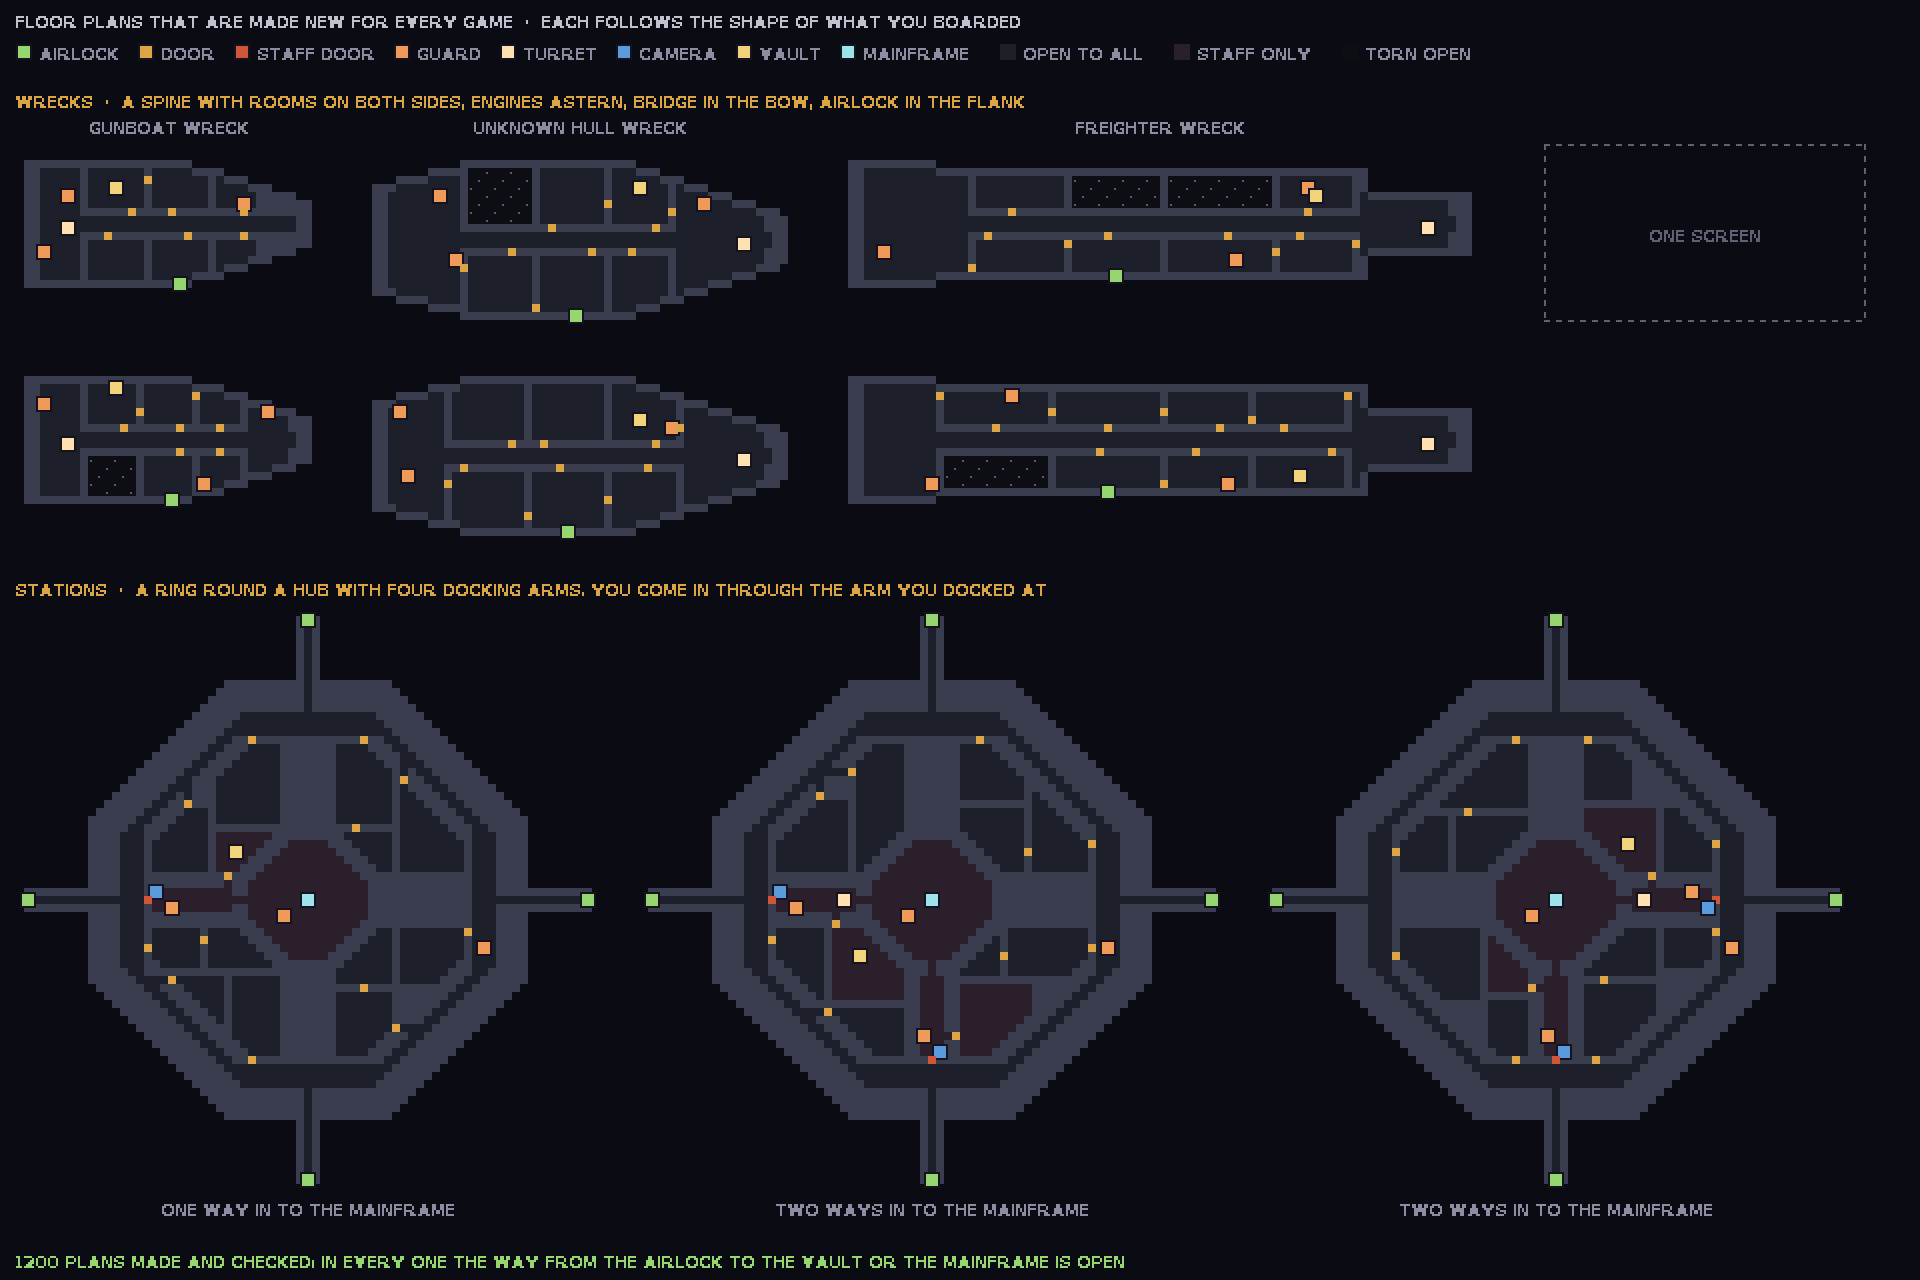 FLOOR PLANS THAT ARE MADE NEW FOR EVERY GAME · EACH FOLLOWS THE SHAPE OF WHAT YOU BOARDED
AIRLOCK DOOR STAFF DOOR GUARD TURRET CAMERA VAULT MAINFRAME OPEN TO ALL STAFF ONLY TORN OPEN
WRECKS · A SPINE WITH ROOMS ON BOTH SIDES, ENGINES ASTERN, BRIDGE IN THE BOW, AIRLOCK IN THE FLANK
GUNBOAT WRECK UNKNOWN HULL WRECK FREIGHTER WRECK
ONE SCREEN
STATIONS · A RING ROUND A HUB WITH FOUR DOCKING ARMS. YOU COME IN THROUGH THE ARM YOU DOCKED AT
ONE WAY IN TO THE MAINFRAME TWO WAYS IN TO THE MAINFRAME TWO WAYS IN TO THE MAINFRAME
1200 PLANS MADE AND CHECKED: IN EVERY ONE THE WAY FROM THE AIRLOCK TO THE VAULT OR THE MAINFRAME IS OPEN